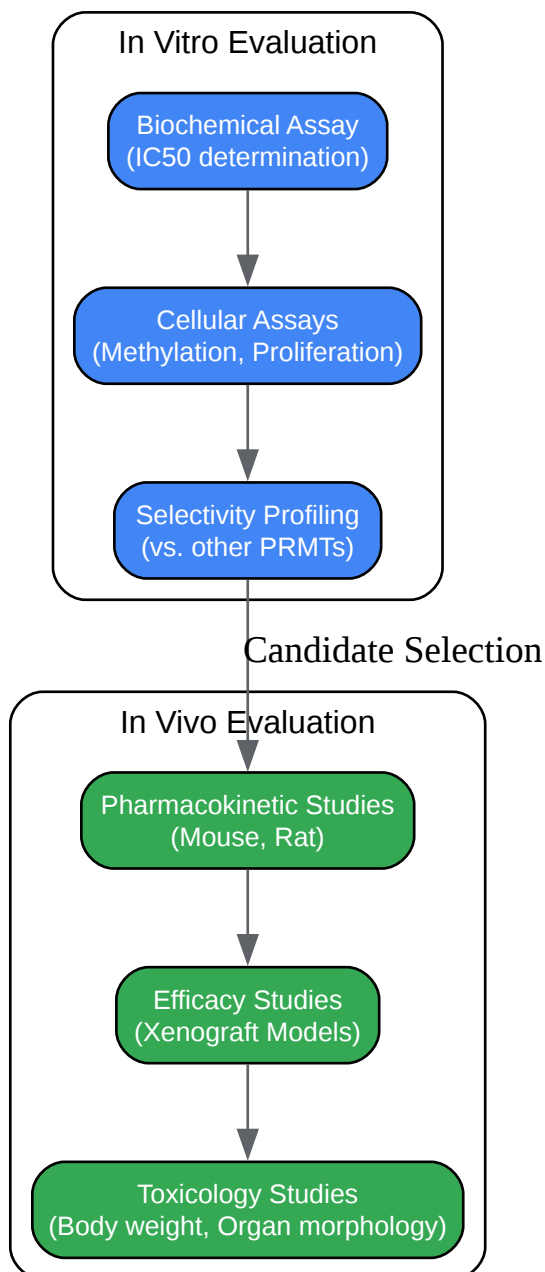 In Vitro Evaluation
Biochemical Assay
(IC50 determination)
Cellular Assays
(Methylation, Proliferation)
Selectivity Profiling
(vs. other PRMTs)
Candidate Selection
In Vivo Evaluation
Pharmacokinetic Studies
(Mouse, Rat)
Efficacy Studies
(Xenograft Models)
Toxicology Studies
(Body weight, Organ morphology)